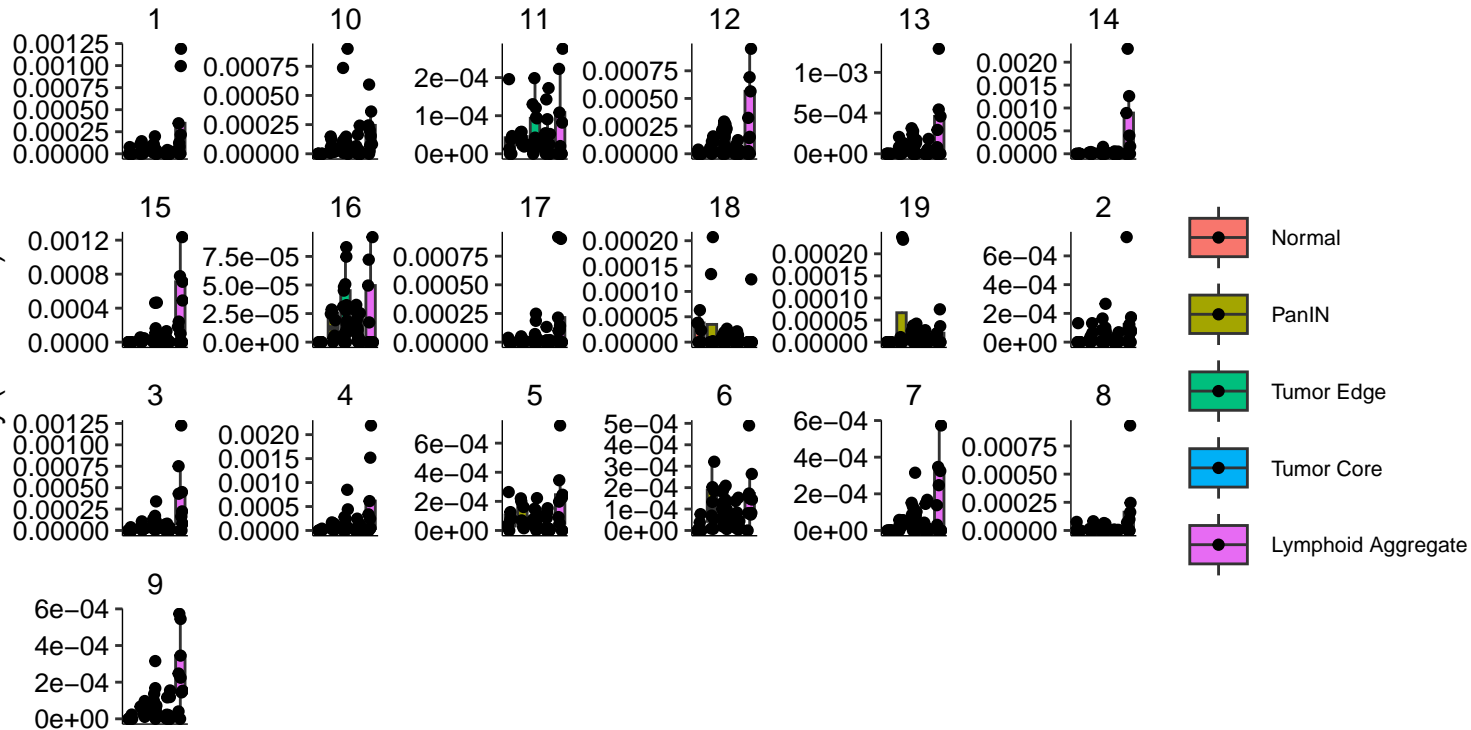 1
0.00125
0.00100
0.00075
0.00050
0.00025
0.00000
10
0.00075
0.00050
0.00025
0.00000
11
2e−04
1e−04
0e+00
12
0.00075
0.00050
0.00025
0.00000
13
1e−03
5e−04
0e+00
14
0.0020
0.0015
0.0010
0.0005
0.0000
15
0.0012
0.0008
0.0004
0.0000
16
7.5e−05
5.0e−05
2.5e−05
0.0e+00
17
0.00075
0.00050
0.00025
0.00000
18
0.00020
0.00015
0.00010
0.00005
0.00000
19
0.00020
0.00015
0.00010
0.00005
0.00000
2
6e−04
4e−04
2e−04
0e+00
3
0.00125
0.00100
0.00075
0.00050
0.00025
0.00000
4
0.0020
0.0015
0.0010
0.0005
0.0000
5
6e−04
4e−04
2e−04
0e+00
6
5e−04
4e−04
3e−04
2e−04
1e−04
0e+00
7
6e−04
4e−04
2e−04
0e+00
8
0.00075
0.00050
0.00025
0.00000
9
6e−04
4e−04
2e−04
0e+00
Normal
PanIN
Tumor Edge
Tumor Core
Lymphoid Aggregate